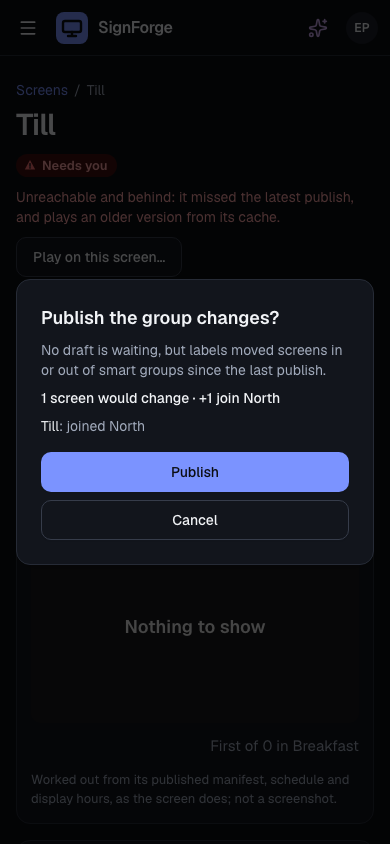 SignForge
EP
Screens / Till
Till
Needs you
Unreachable and behind: it missed the latest publish,
and plays an older version from its cache.
Play on this screen...
Publish the group changes?
No draft is waiting, but labels moved screens in
or out of smart groups since the last publish.
1 screen would change · +1 join North
Till: joined North
Publish
Cancel
Nothing to show
First of 0 in Breakfast
Worked out from its published manifest, schedule and
display hours, as the screen does; not a screenshot.